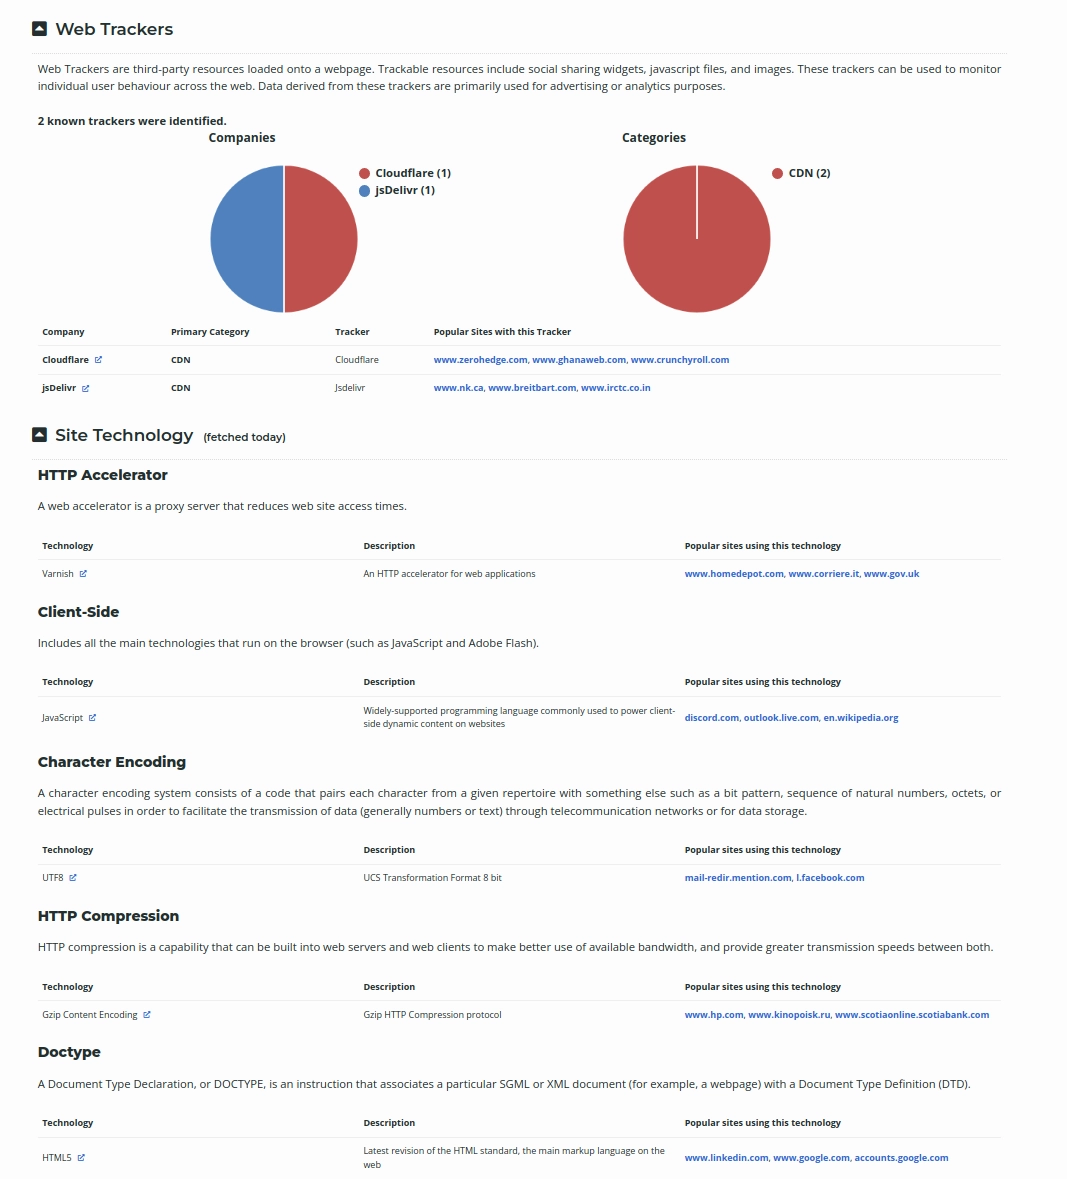 Web Trackers
Web Trackers are third-party resources loaded onto a webpage. Trackable resources include social sharing widgets, javascript files, and images. These trackers can be used to monitor
individual user behaviour across the web. Data derived from these trackers are primarily used for advertising or analytics purposes.
2 known trackers were identified.
Companies
Cloudflare (1)
jsDelivr (1)
Categories
CDN (2)
Company Primary Category Tracker Popular Sites with this Tracker
Cloudflare CDN Cloudflare www.zerohedge.com, www.ghanaweb.com, www.crunchyroll.com
jsDelivr CDN Jsdelivr www.nk.ca, www.breitbart.com, www.irctc.co.in
Site Technology (fetched today)
HTTP Accelerator
A web accelerator is a proxy server that reduces web site access times.
Technology Description Popular sites using this technology
Varnish An HTTP accelerator for web applications www.homedepot.com, www.corriere.it, www.gov.uk
Client-Side
Includes all the main technologies that run on the browser (such as JavaScript and Adobe Flash).
Technology Description Popular sites using this technology
JavaScript Widely-supported programming language commonly used to power client-
side dynamic content on websites discord.com, outlook.live.com, en.wikipedia.org
Character Encoding
A character encoding system consists of a code that pairs each character from a given repertoire with something else such as a bit pattern, sequence of natural numbers, octets, or
electrical pulses in order to facilitate the transmission of data (generally numbers or text) through telecommunication networks or for data storage.
Technology Description Popular sites using this technology
UTF8 UCS Transformation Format 8 bit mail-redir.mention.com, l.facebook.com
HTTP Compression
HTTP compression is a capability that can be built into web servers and web clients to make better use of available bandwidth, and provide greater transmission speeds between both.
Technology Description Popular sites using this technology
Gzip Content Encoding Gzip HTTP Compression protocol www.hp.com, www.kinopoisk.ru, www.scotiaonline.scotiabank.com
Doctype
A Document Type Declaration, or DOCTYPE, is an instruction that associates a particular SGML or XML document (for example, a webpage) with a Document Type Definition (DTD).
Technology Description Popular sites using this technology
HTML5 Latest revision of the HTML standard, the main markup language on the
web www.linkedin.com, www.google.com, accounts.google.com